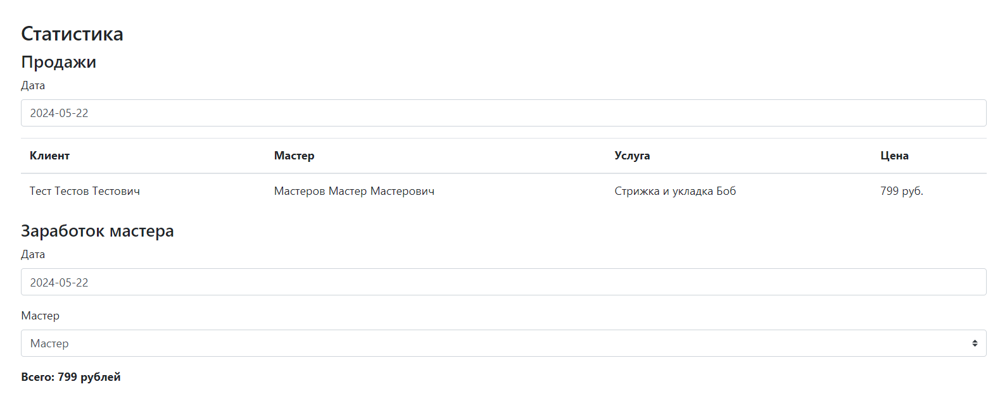 Статистика
Продажи
Дата
2024-05-22
Клиент Мастер Услуга Цена
Тест Тестов Тестович Мастеров Мастер Мастерович Стрижка и укладка Боб 799 руб.
Заработок мастера
Дата
2024-05-22
Мастер
Мастер
Всего: 799 рублей